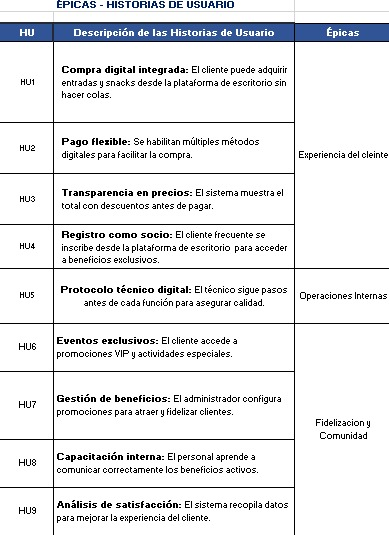 ÉPICAS - HISTORIAS DE USUARIO
HU Descripción de las Historias de Usuario Épicas
HU1
Compra digital integrada: El cliente puede adquirir
entradas y snacks desde la plataforma de escritorio sin
hacer colas.
HU2
Pago flexible: Se habilitan múltiples métodos
digitales para facilitar la compra.
Experiencia del cleinte
HU3
Transparencia en precios: El sistema muestra el
total con descuentos antes de pagar.
HU4
Registro como socio: El cliente frecuente se
inscribe desde la plataforma de escritorio para acceder
a beneficios exclusivos.
HU5
Protocolo técnico digital: El técnico sigue pasos
antes de cada función para asegurar calidad.
Operaciones Internas
HU6
Eventos exclusivos: El cliente accede a
promociones VIP y actividades especiales.
HU7
Gestión de beneficios: El administrador configura
promociones para atraer y fidelizar clientes.
Fidelizacion y
Comunidad
HU8
Capacitación interna: El personal aprende a
comunicar correctamente los beneficios activos.
HU9
Análisis de satisfacción: El sistema recopila datos
para mejorar la experiencia del cliente.